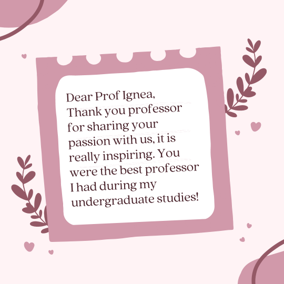 Dear Prof Ignea,
Thank you professor
for sharing your
passion with us, it is
really inspiring. You
were the best professor
I had during my
undergraduate studies!